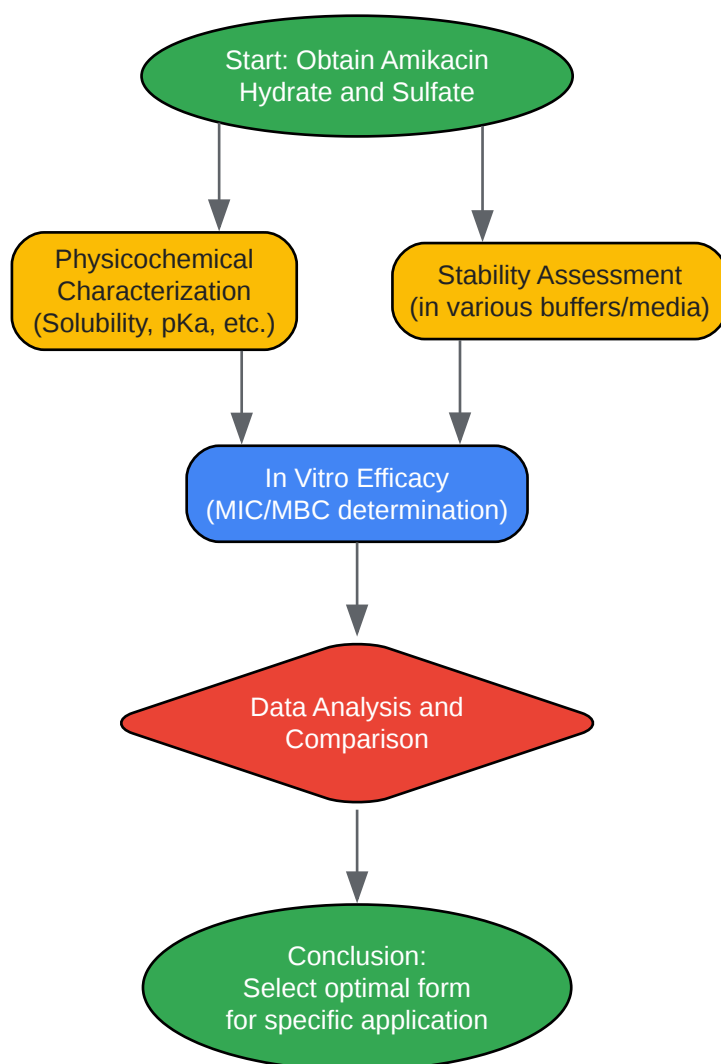 Start: Obtain Amikacin
Hydrate and Sulfate
Physicochemical
Characterization
(Solubility, pKa, etc.)
Stability Assessment
(in various buffers/media)
In Vitro Efficacy
(MIC/MBC determination)
Data Analysis and
Comparison
Conclusion:
Select optimal form
for specific application